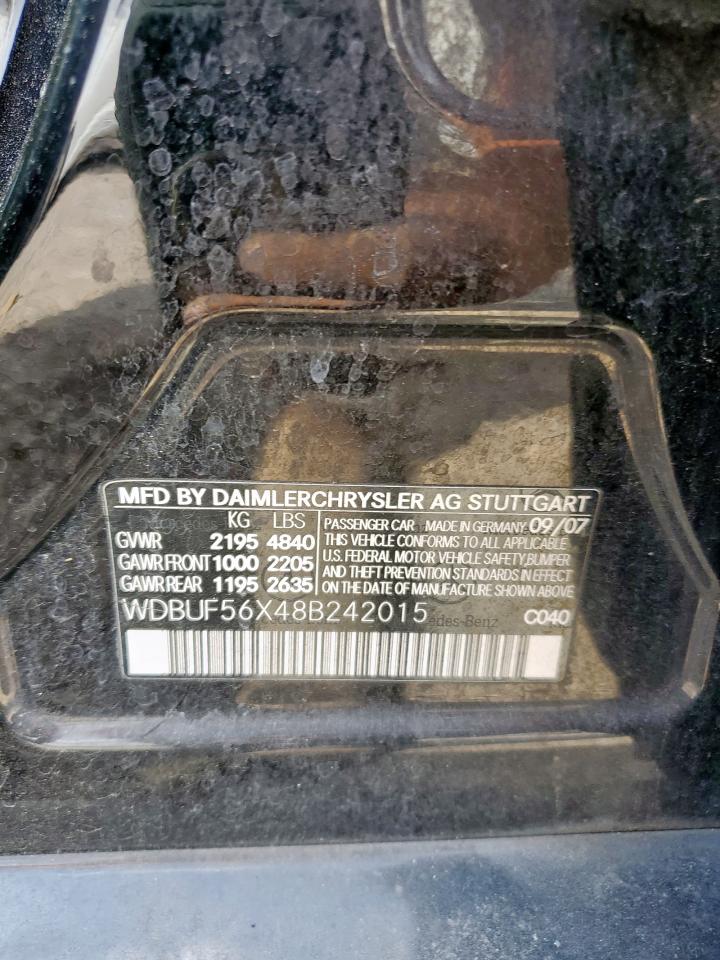 MFD BY DAIMLERCHRYSLER AG STUTTGART
KG LBS
GVWR 2195 4840
GAWR FRONT 1000 2205
GAWR REAR 1195 2635
PASSENGER CAR MADE IN GERMANY 09/07
THIS VEHICLE CONFORMS TO ALL APPLICABLE
U.S. FEDERAL MOTOR VEHICLE SAFETY, BUMPER
AND THEFT PREVENTION STANDARDS IN EFFECT
ON THE DATE OF MANUFACTURE SHOWN ABOVE
WDBUF56X48B242015
C040